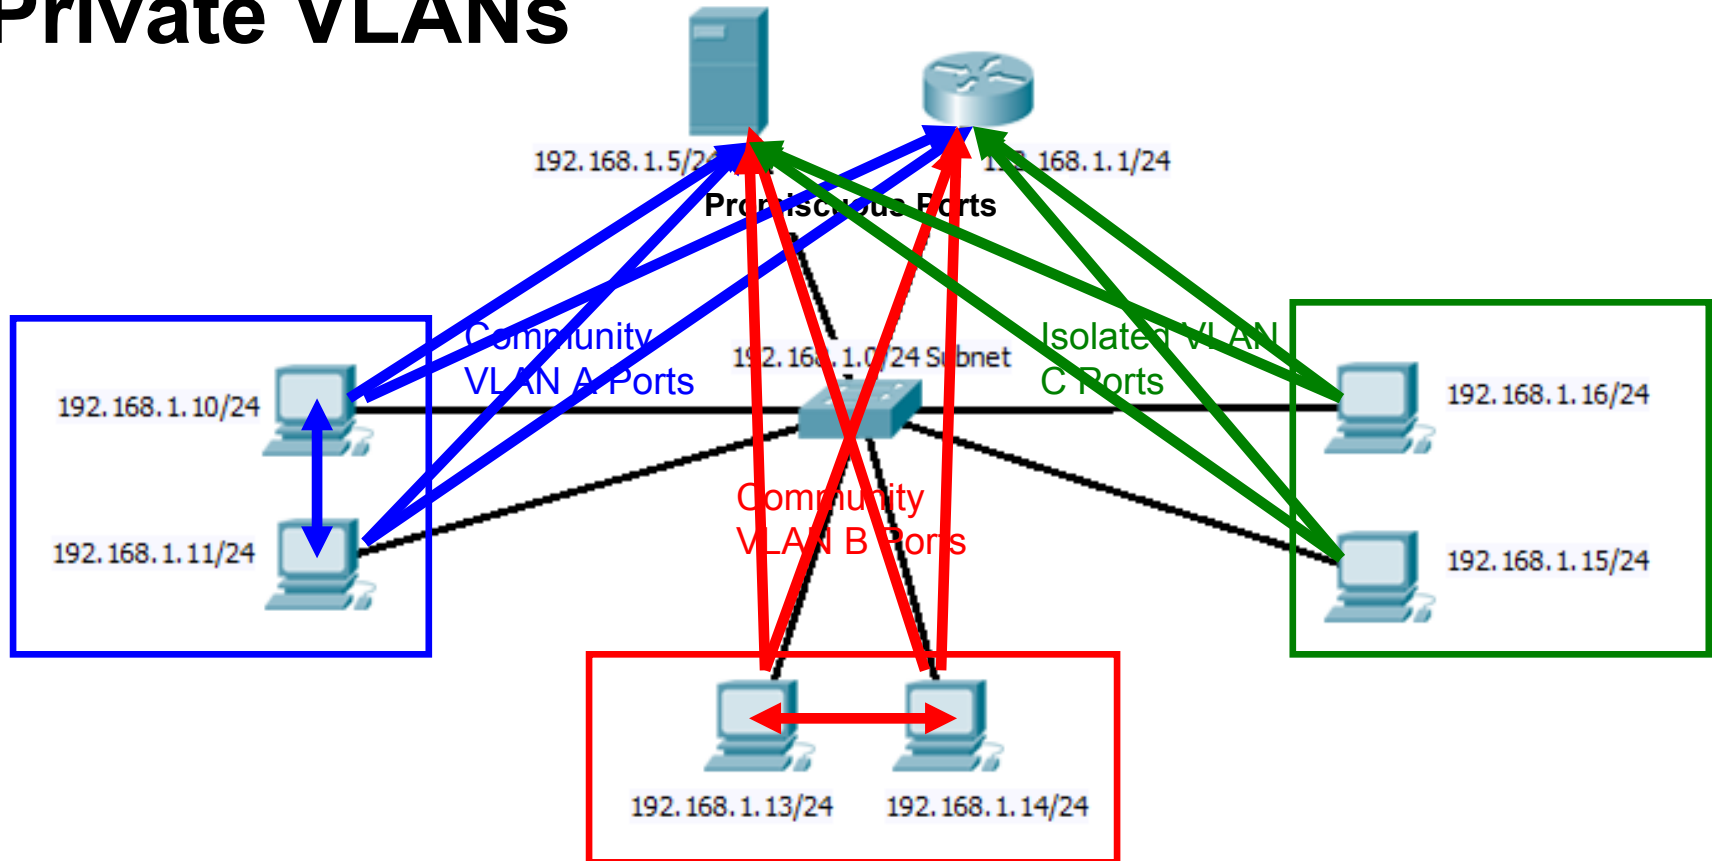 Private VLANs
192.168.1.5/24
192.168.1.1/24
Promiscuous Ports
Community
VLAN A Ports
192.168.1.0/24 Subnet
Isolated VLAN
C Ports
192.168.1.10/24
192.168.1.16/24
Community
VLAN B Ports
192.168.1.11/24
192.168.1.15/24
192.168.1.13/24
192.168.1.14/24